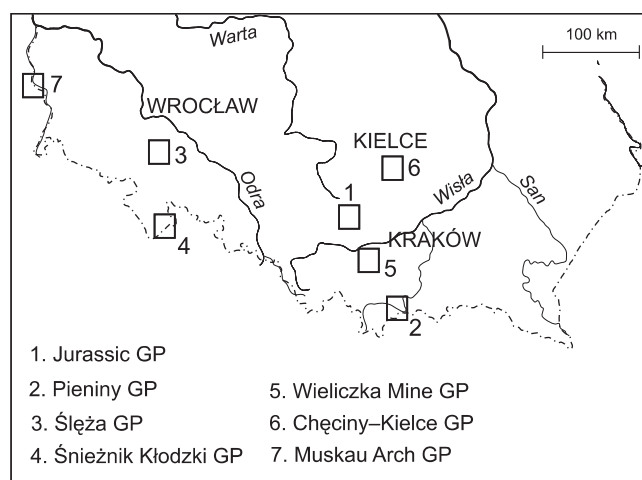 Warta
100 km
7
WROCŁAW
KIELCE
3
6
Odra
Wisła
San
1
4
KRAKÓW
5
2
1. Jurassic GP
2. Pieniny GP
3. Ślęża GP
4. Śnieżnik Kłodzki GP
5. Wieliczka Mine GP
6. Chęciny–Kielce GP
7. Muskau Arch GP